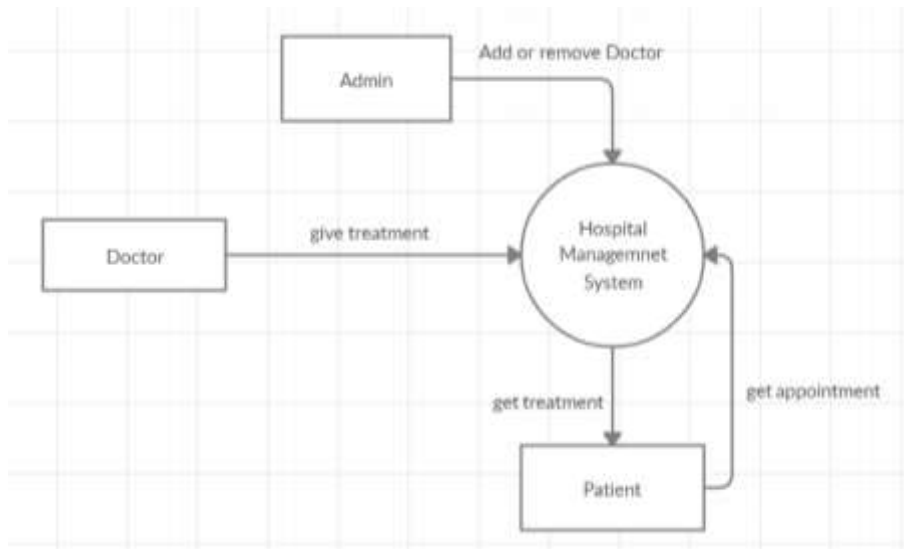 Add or remove Doctor
Admin
Hospital
Managemnet
System
give treatment
Doctor
get treatment
get appointment
Patient